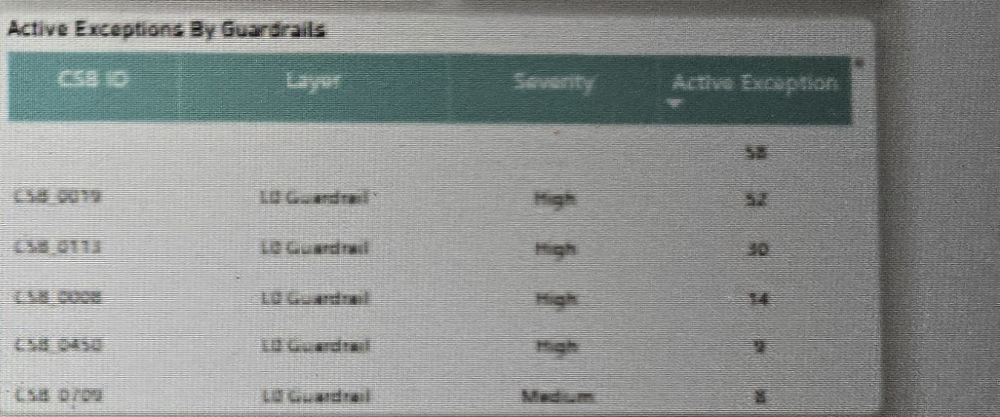 Active Exceptions By Guardrails
CSB ID Layer Severity Active Exception
58
CSB_0019 L0 Guardrail High 52
CSB_0113 L0 Guardrail High 30
CSB_0008 L0 Guardrail High 14
CSB_0450 L0 Guardrail High 9
CSB_0709 L0 Guardrail Medium 8